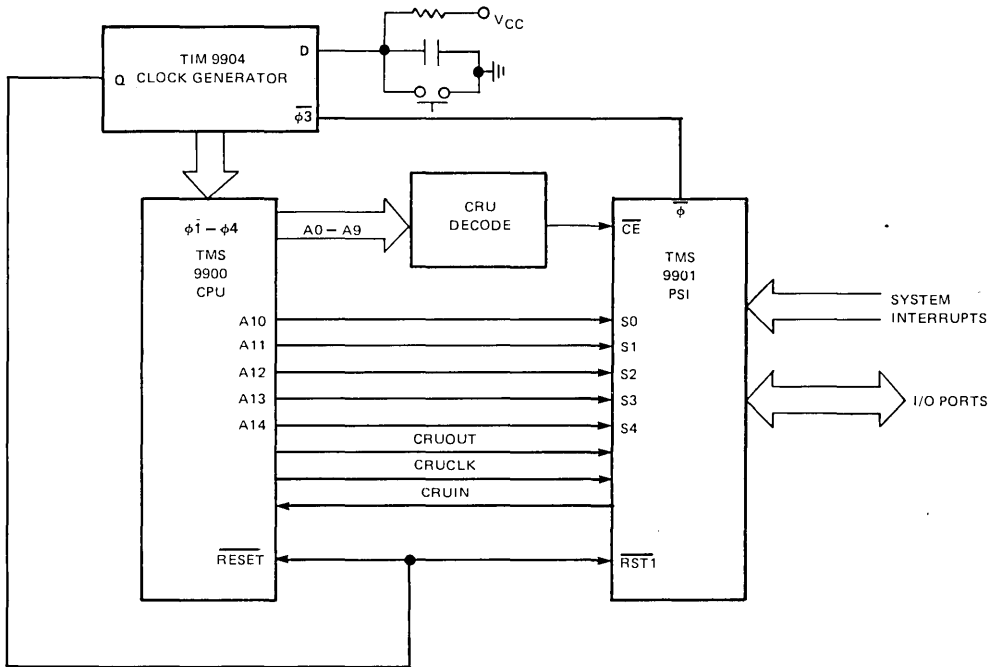 VCC
TIM 9904
CLOCK GENERATOR
D
Q
φ3
φ1 – φ4
TMS
9900
CPU
A0 – A9
CRU
DECODE
CE
φ
TMS
9901
PSI
SYSTEM
INTERRUPTS
I/O PORTS
A10
S0
A11
S1
A12
S2
A13
S3
A14
S4
CRUOUT
CRUCLK
CRUIN
RESET
RST1